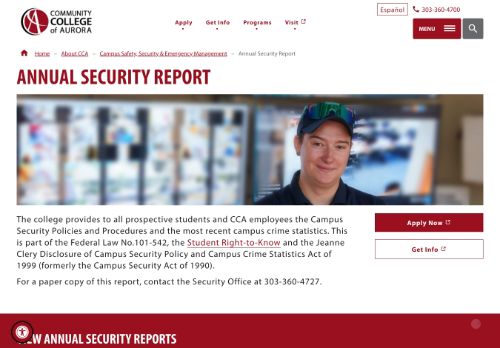 COMMUNITY
COLLEGE
of AURORA
Apply
Get Info
Programs
Visit
Español
303-360-4700
MENU
Home – About CCA – Campus Safety, Security & Emergency Management – Annual Security Report
ANNUAL SECURITY REPORT
The college provides to all prospective students and CCA employees the Campus
Security Policies and Procedures and the most recent campus crime statistics. This
is part of the Federal Law No.101-542, the Student Right-to-Know and the Jeanne
Clery Disclosure of Campus Security Policy and Campus Crime Statistics Act of
1999 (formerly the Campus Security Act of 1990).
For a paper copy of this report, contact the Security Office at 303-360-4727.
Apply Now
Get Info
ANNUAL SECURITY REPORTS